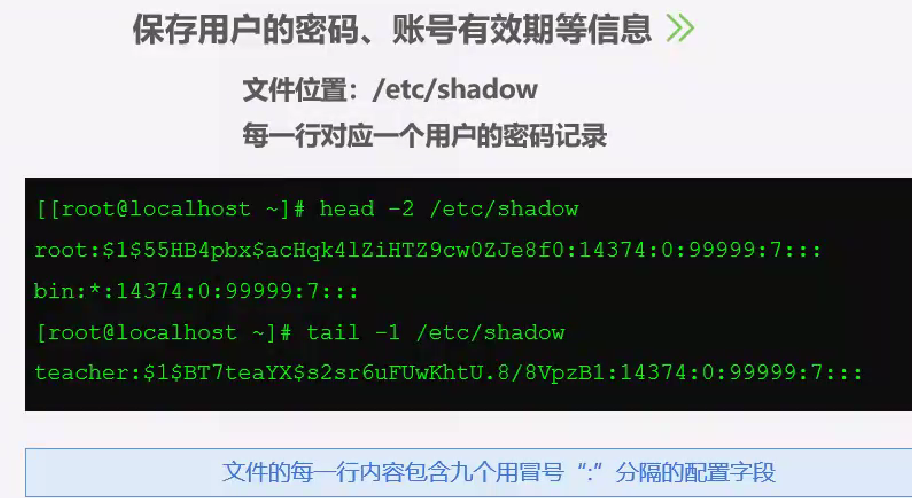 保存用户的密码、账号有效期等信息
文件位置：/etc/shadow
每一行对应一个用户的密码记录
[[root@localhost ~]# head -2 /etc/shadow
root:$1$55HB4pbx$acHqk4lZiHTZ9cw0ZJe8f0:14374:0:99999:7:::
bin:*:14374:0:99999:7:::
[root@localhost ~]# tail -1 /etc/shadow
teacher:$1$BT7teaYX$s2sr6uFUwKhtU.8/8VpzB1:14374:0:99999:7:::
文件的每一行内容包含九个用冒号“:”分隔的配置字段